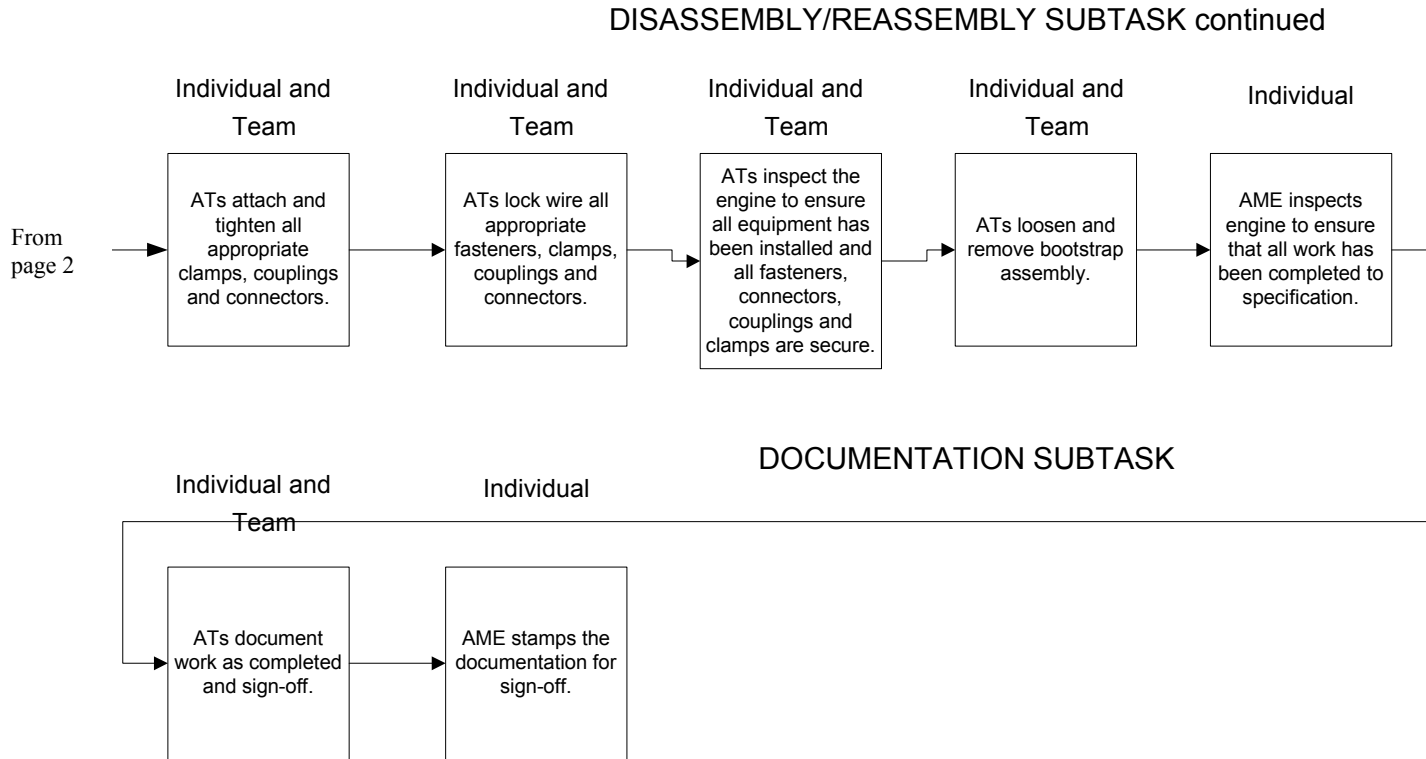 DISASSEMBLY/REASSEMBLY SUBTASK continued
Individual and
Team
Individual and
Team
Individual and
Team
Individual and
Team
Individual
From
page 2
ATs attach and
tighten all
appropriate
clamps, couplings
and connectors.
ATs lock wire all
appropriate
fasteners, clamps,
couplings and
connectors.
ATs inspect the
engine to ensure
all equipment has
been installed and
all fasteners,
connectors,
couplings and
clamps are secure.
ATs loosen and
remove bootstrap
assembly.
AME inspects
engine to ensure
that all work has
been completed to
specification.
DOCUMENTATION SUBTASK
Individual and
Team
Individual
ATs document
work as completed
and sign-off.
AME stamps the
documentation for
sign-off.